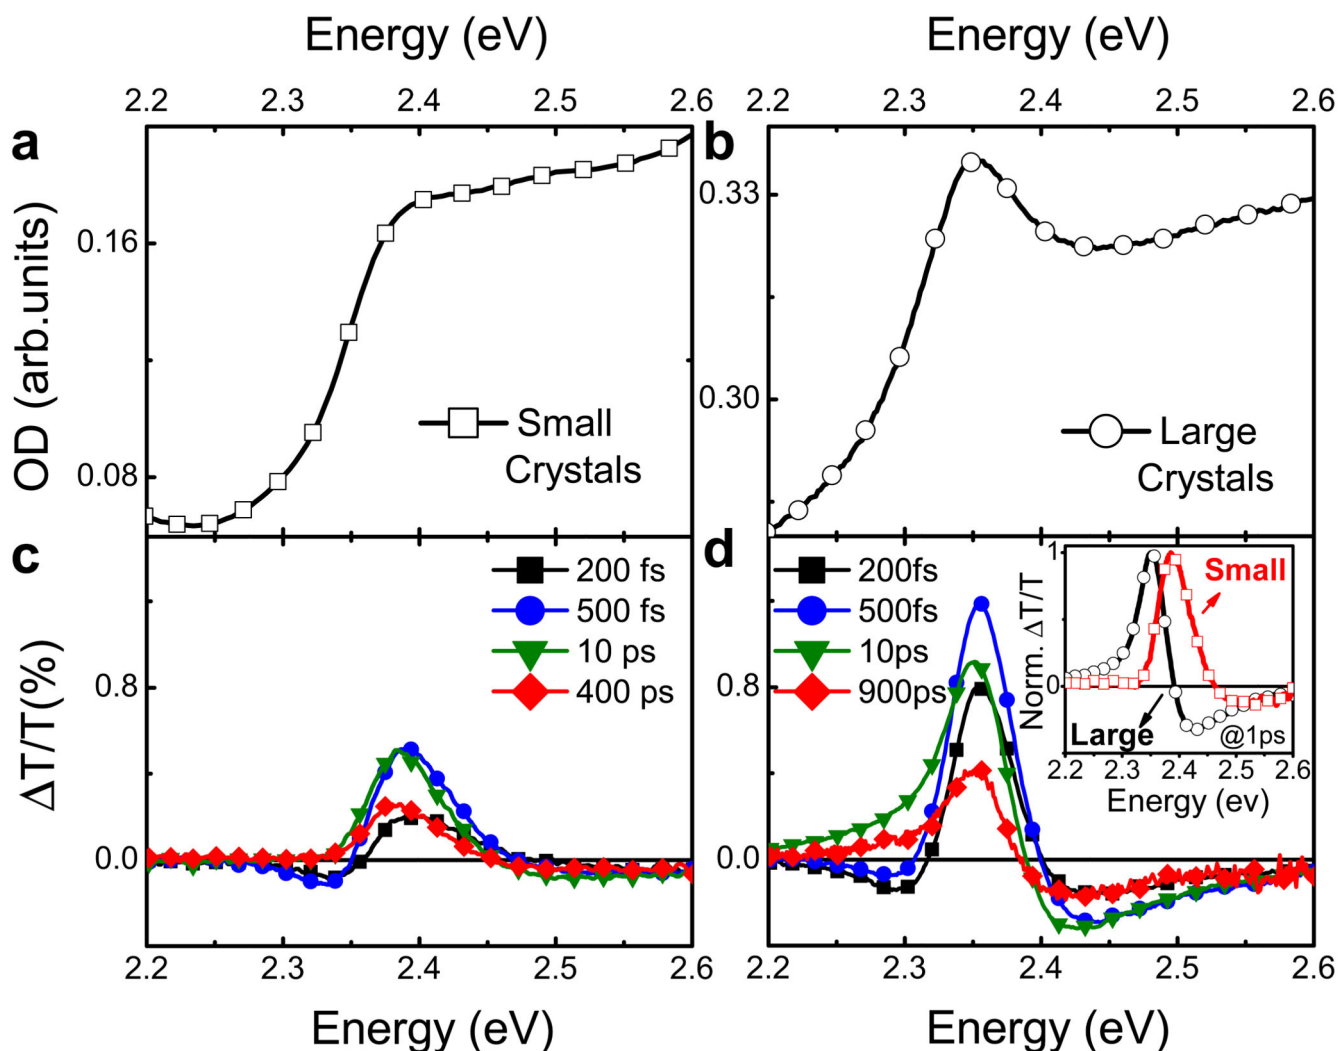 Energy (eV)
Energy (eV)
2.2 2.3 2.4 2.5 2.6
2.2 2.3 2.4 2.5 2.6
a
b
OD (arb.units)
0.16
0.08
Small
Crystals
0.33
0.30
Large
Crystals
c
d
ΔT/T(%)
0.8
0.0
200 fs
500 fs
10 ps
400 ps
0.8
0.0
200fs
500fs
10ps
900ps
Norm. ΔT/T
1
0
Small
Large
@1ps
2.2 2.3 2.4 2.5 2.6
Energy (ev)
2.2 2.3 2.4 2.5 2.6
2.2 2.3 2.4 2.5 2.6
Energy (eV)
Energy (eV)